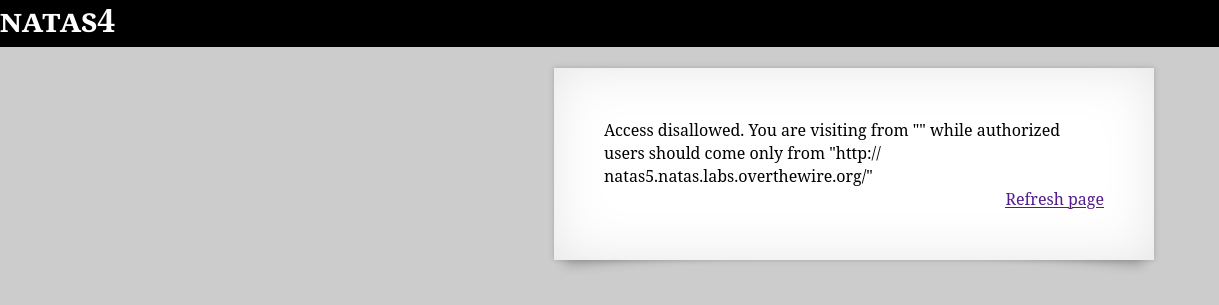 NATAS4
Access disallowed. You are visiting from "" while authorized
users should come only from "http://
natas5.natas.labs.overthewire.org/"
Refresh page